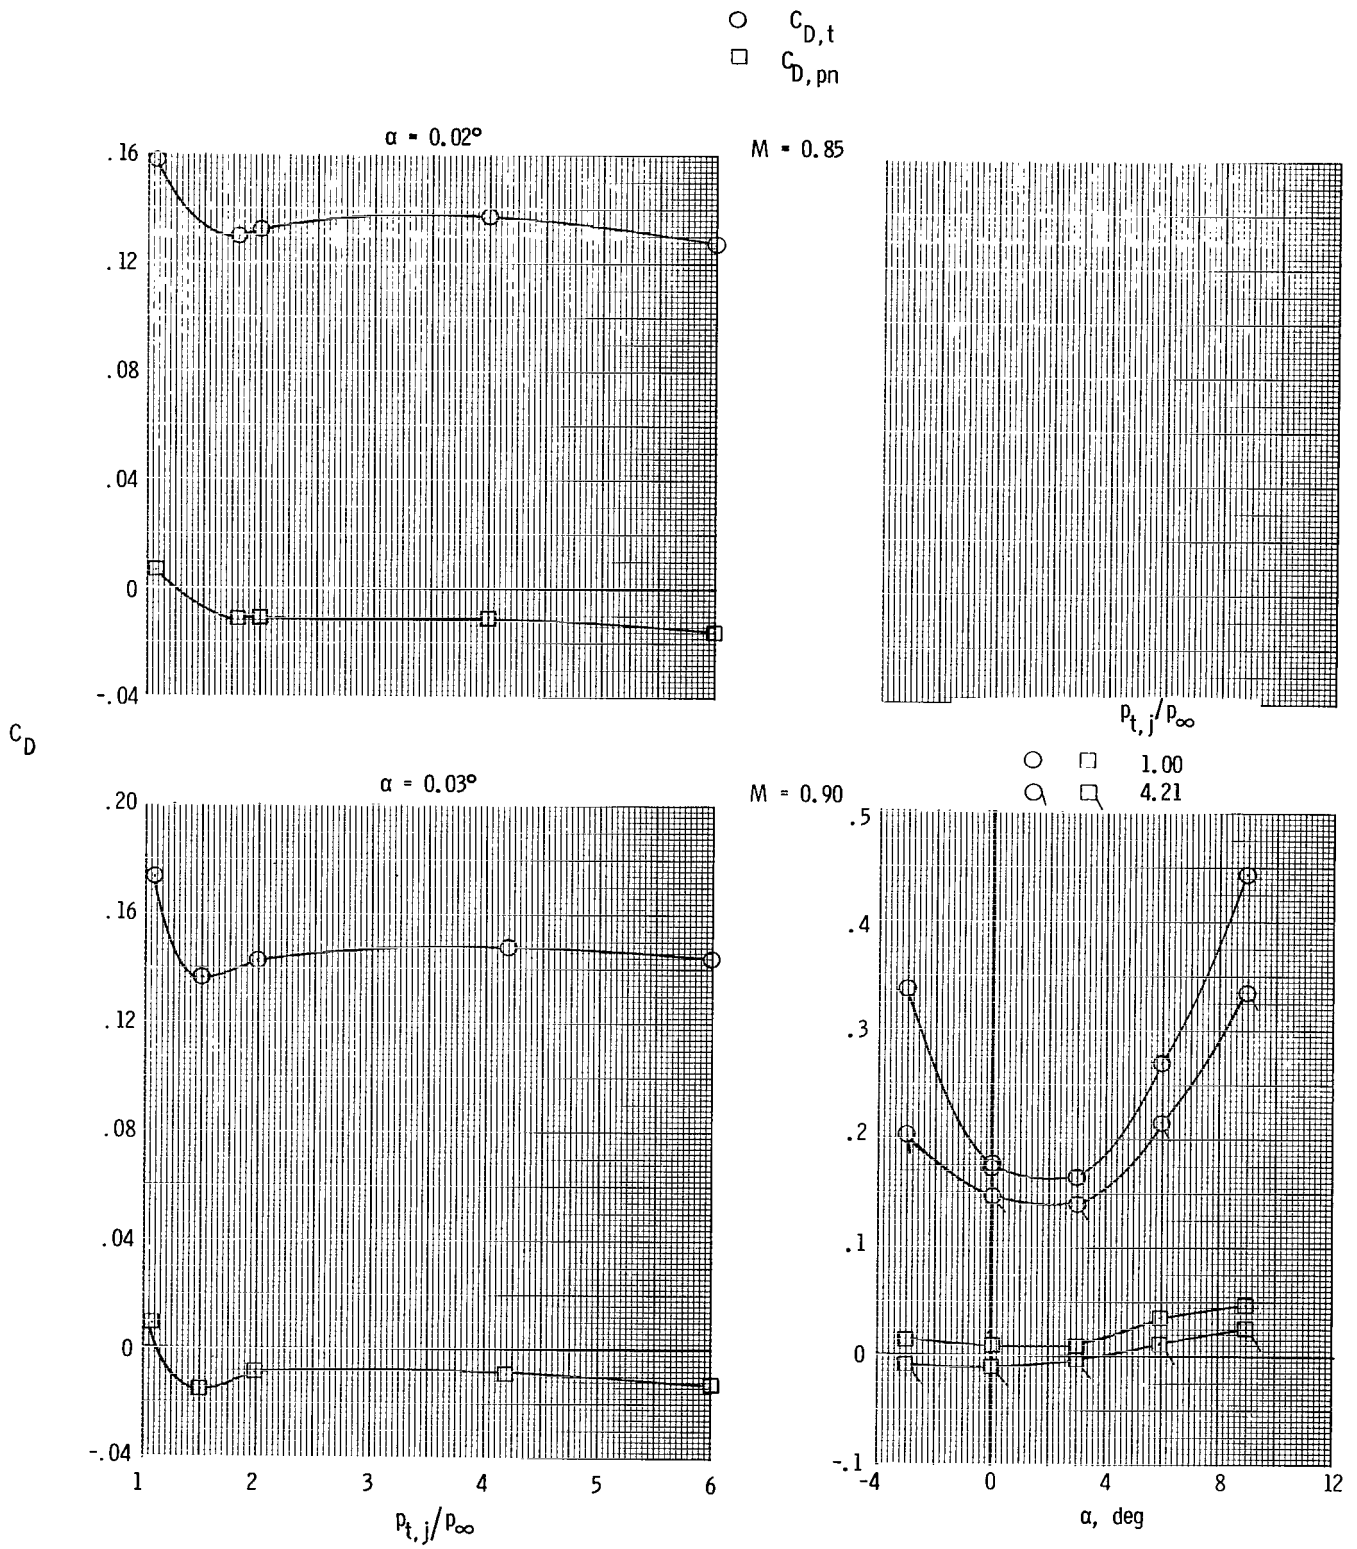 ○ C_D,t
□ C_D,pn
α = 0.02°
M = 0.85
.16
.12
.08
.04
0
-.04
p_t,j/p_∞
C_D
○ □ 1.00
○ □ 4.21
α = 0.03°
M = 0.90
.20
.16
.12
.08
.04
0
-.04
1 2 3 4 5 6
p_t,j/p_∞
.5
.4
.3
.2
.1
0
-.1
-4 0 4 8 12
α, deg